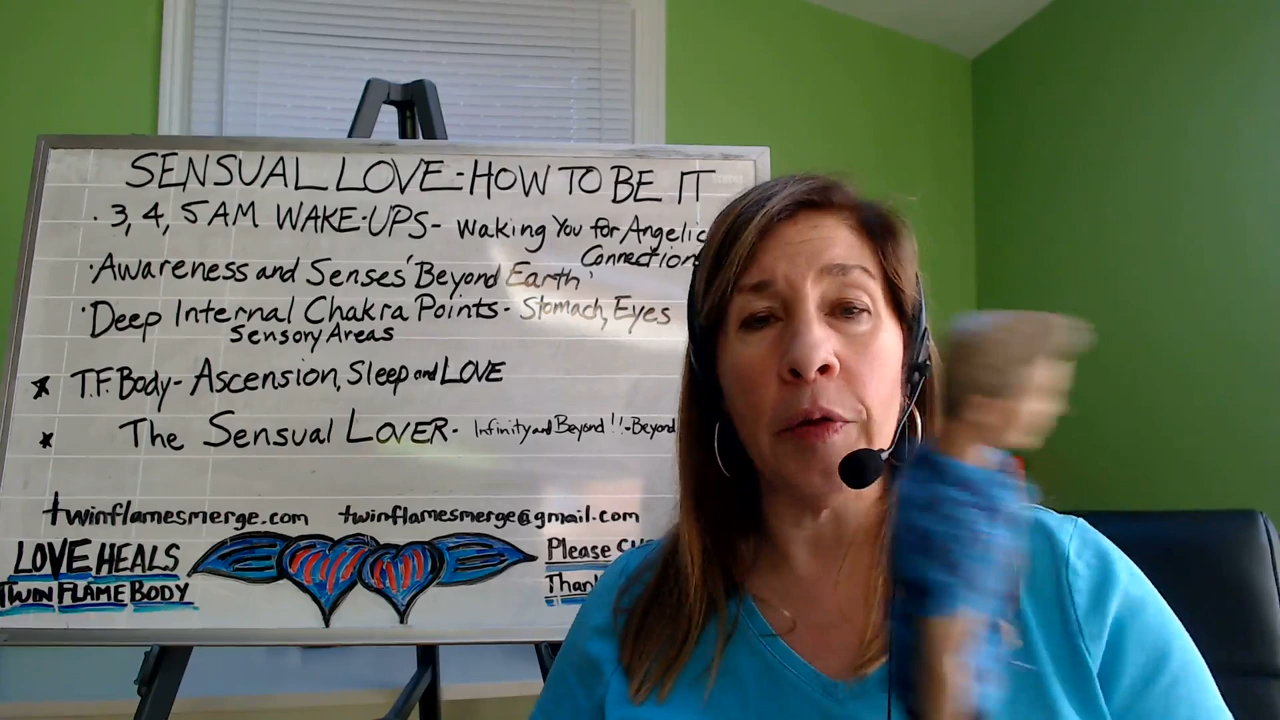 SENSUAL LOVE-HOW TO BE IT
· 3, 4, 5 AM WAKE-UPS- Waking You for Angelic
Connection
· Awareness and Senses 'Beyond Earth'
· Deep Internal Chakra Points- Stomach, Eyes
Sensory Areas
T.F. Body- Ascension, Sleep and LOVE
The Sensual LOVER- Infinity and Beyond!!-Beyond
twinflamesmerge.com twinflamesmerge@gmail.com
LOVE HEALS
TWIN FLAME BODY
Please